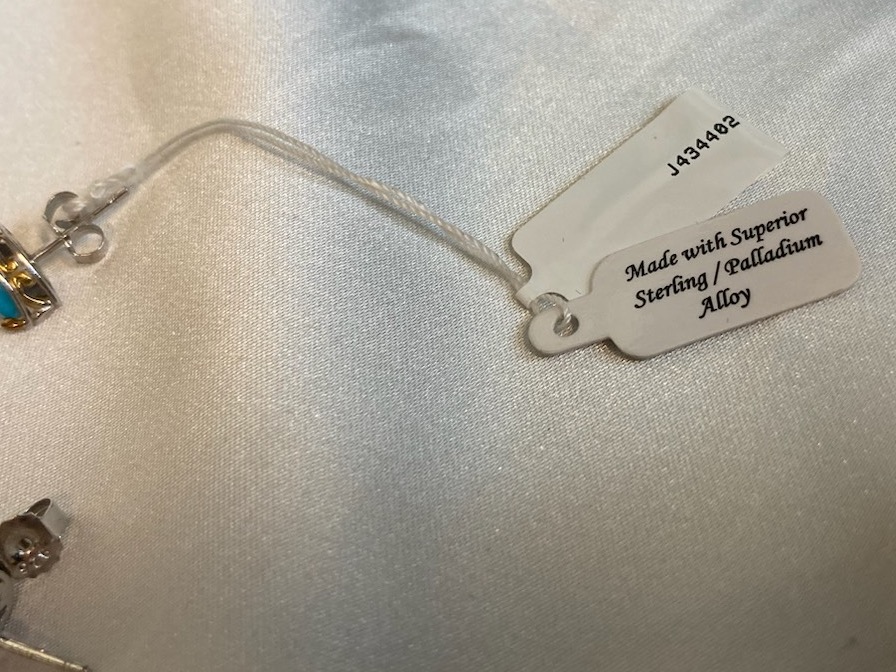 J434402
Made with Superior
Sterling / Palladium
Alloy